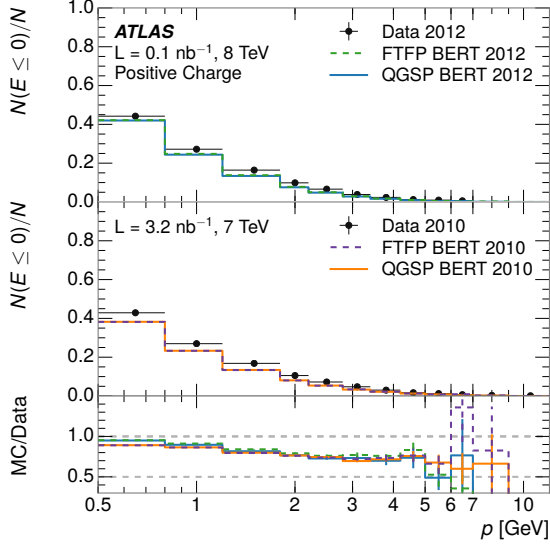 N(E ≤ 0)/N
1.0
0.8
0.6
0.4
0.2
0.0
ATLAS
L = 0.1 nb⁻¹, 8 TeV
Positive Charge
Data 2012
FTFP BERT 2012
QGSP BERT 2012
N(E ≤ 0)/N
0.8
0.6
0.4
0.2
0.0
L = 3.2 nb⁻¹, 7 TeV
Data 2010
FTFP BERT 2010
QGSP BERT 2010
MC/Data
1.0
0.5
0.5 1 2 3 4 5 6 7 10
p [GeV]